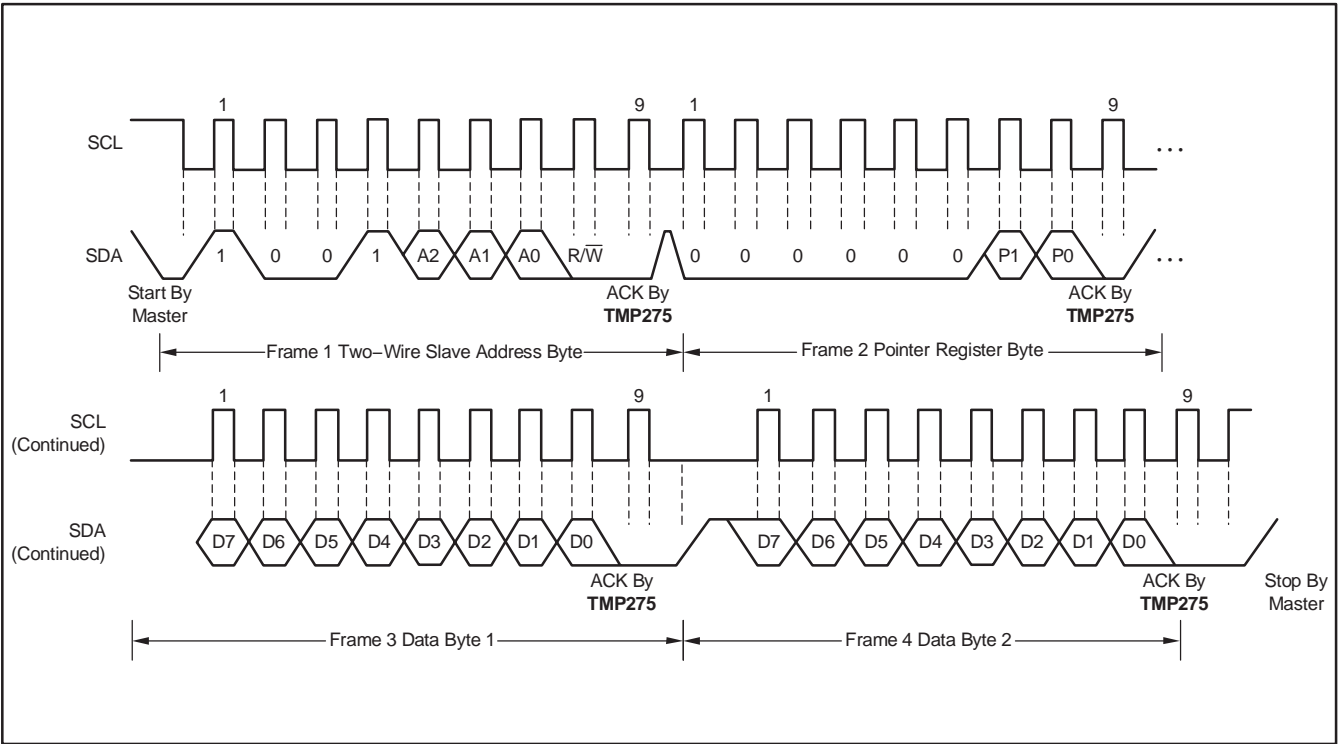 1 9 1 9
SCL ...
SDA 1 0 0 1 A2 A1 A0 R/W̅ 0 0 0 0 0 0 P1 P0 ...
Start By
Master
ACK By
TMP275
ACK By
TMP275
Frame 1 Two−Wire Slave Address Byte
Frame 2 Pointer Register Byte
1 9 1 9
SCL
(Continued)
SDA
(Continued)
D7 D6 D5 D4 D3 D2 D1 D0 D7 D6 D5 D4 D3 D2 D1 D0
ACK By
TMP275
ACK By
TMP275
Stop By
Master
Frame 3 Data Byte 1
Frame 4 Data Byte 2